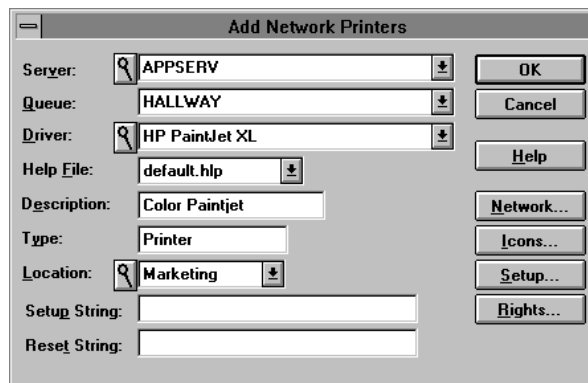 Add Network Printers
Server: APPSERV
OK
Queue: HALLWAY
Cancel
Driver: HP PaintJet XL
Help
Help File: default.hlp
Description: Color Paintjet
Network...
Type: Printer
Icons...
Location: Marketing
Setup...
Setup String:
Rights...
Reset String: